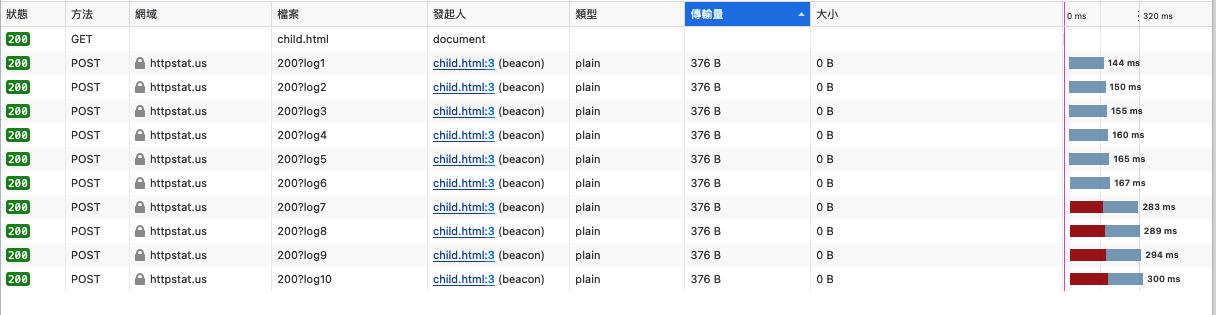 狀態 方法 網域 檔案 發起人 類型 傳輸量 大小 0 ms 320 ms
200 GET child.html document
200 POST httpstat.us 200?log1 child.html:3 (beacon) plain 376 B 0 B 144 ms
200 POST httpstat.us 200?log2 child.html:3 (beacon) plain 376 B 0 B 150 ms
200 POST httpstat.us 200?log3 child.html:3 (beacon) plain 376 B 0 B 155 ms
200 POST httpstat.us 200?log4 child.html:3 (beacon) plain 376 B 0 B 160 ms
200 POST httpstat.us 200?log5 child.html:3 (beacon) plain 376 B 0 B 165 ms
200 POST httpstat.us 200?log6 child.html:3 (beacon) plain 376 B 0 B 167 ms
200 POST httpstat.us 200?log7 child.html:3 (beacon) plain 376 B 0 B 283 ms
200 POST httpstat.us 200?log8 child.html:3 (beacon) plain 376 B 0 B 289 ms
200 POST httpstat.us 200?log9 child.html:3 (beacon) plain 376 B 0 B 294 ms
200 POST httpstat.us 200?log10 child.html:3 (beacon) plain 376 B 0 B 300 ms